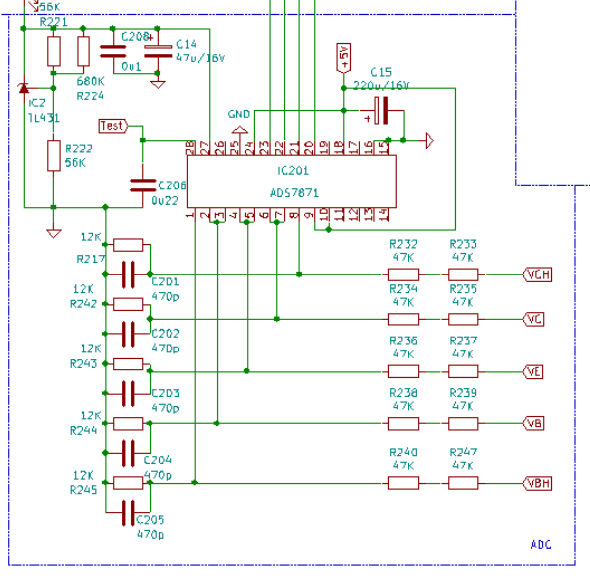 56K
R221
C208
0u1
C14
47u/16V
+5V
C15
220u/16V
680K
R224
IC2
TL431
Test
GND
R222
56K
28 27 26 25 24 23 22 21 20 19 18 17 16 15
IC201
ADS7871
1 2 3 4 5 6 7 8 9 10 11 12 13 14
C206
0u22
12K
R217
C201
470p
R232
47K
R233
47K
VCH
12K
R242
C202
470p
R234
47K
R235
47K
VC
12K
R243
C203
470p
R236
47K
R237
47K
VE
12K
R244
C204
470p
R238
47K
R239
47K
VB
12K
R245
C205
470p
R240
47K
R247
47K
VBH
ADC